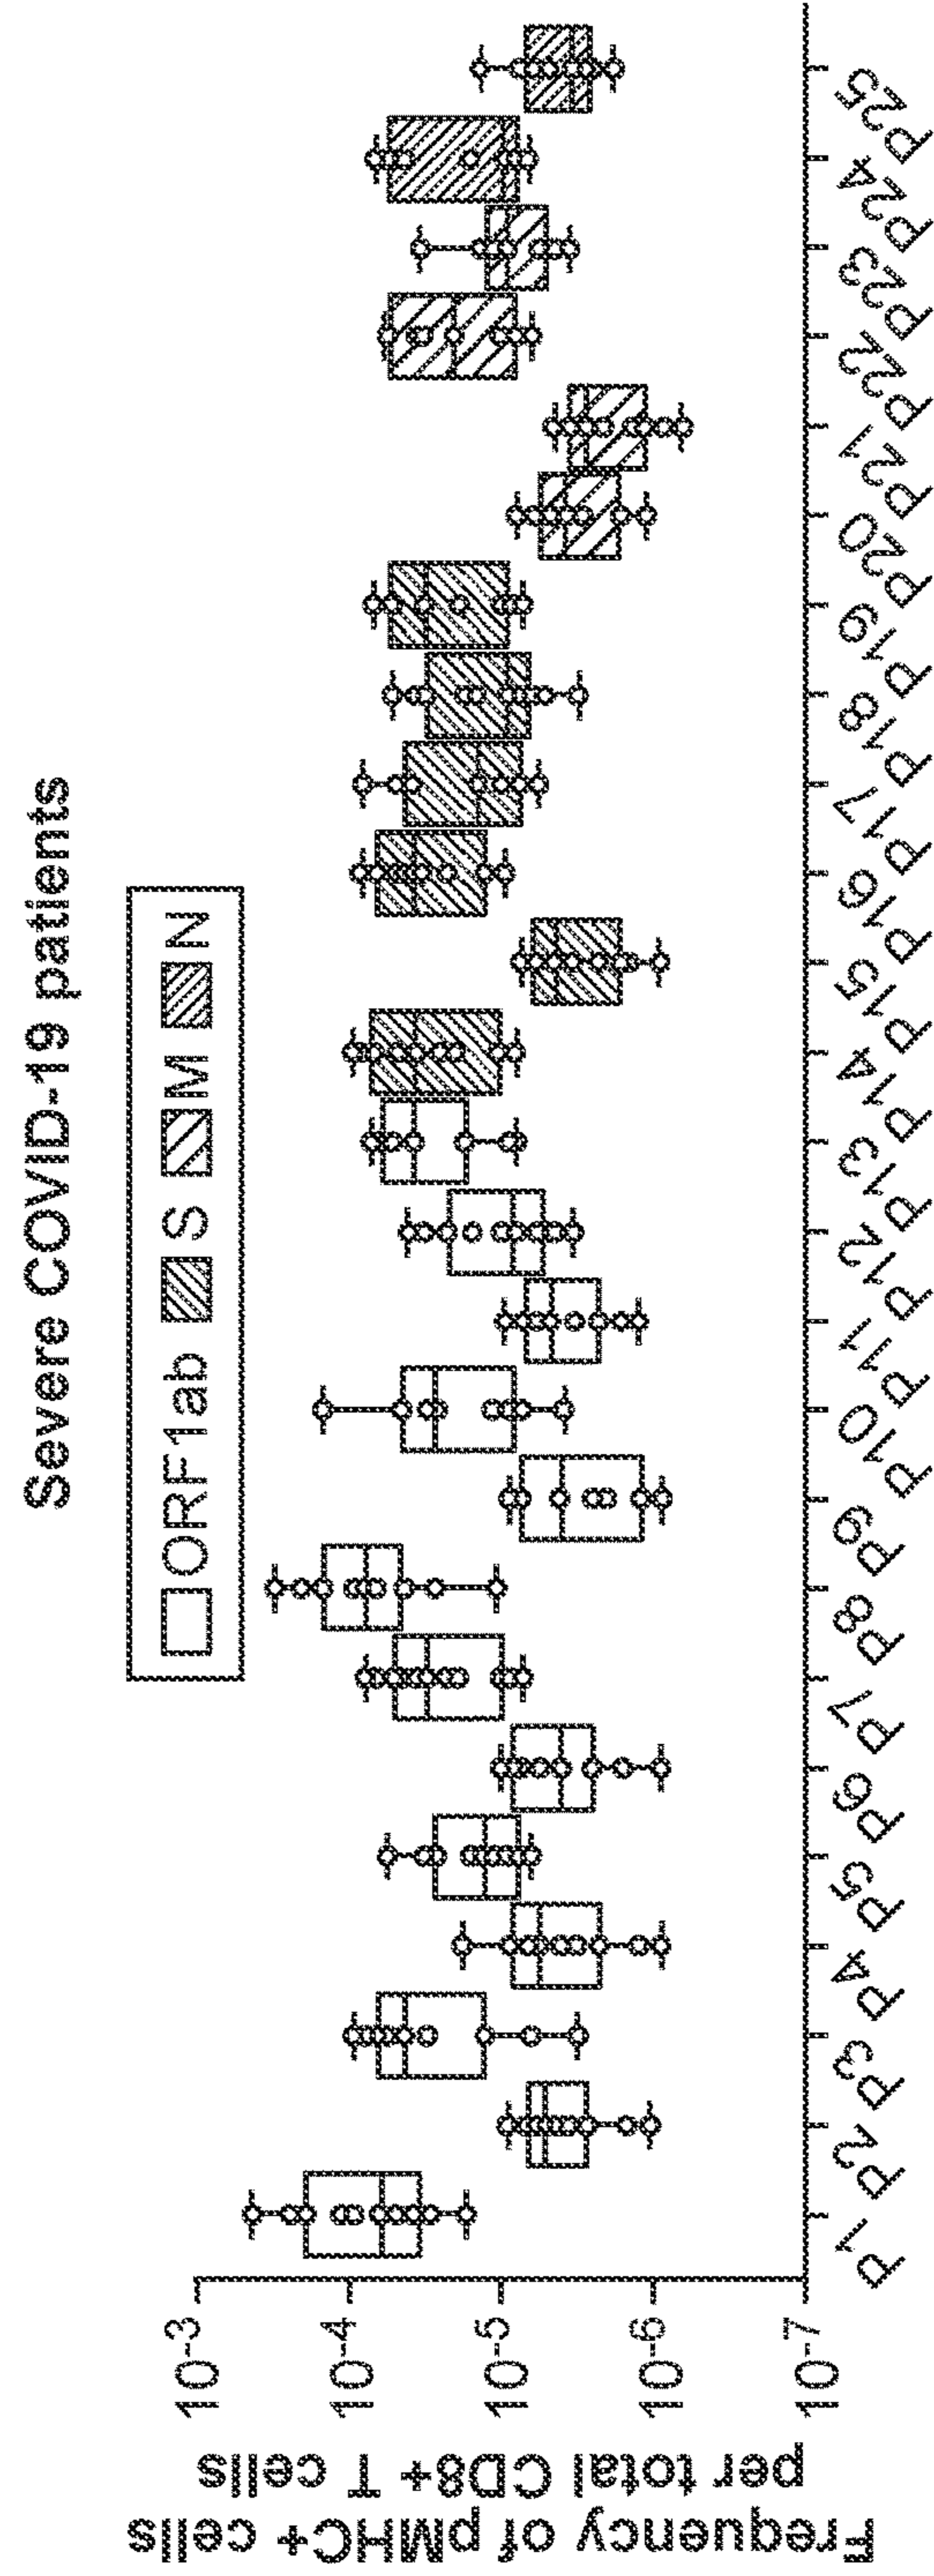 Severe COVID-19 patients
ORF1ab S M N
Frequency of pMHC+ cells
per total CD8+ T cells
10-3
10-4
10-5
10-6
10-7
P1 P2 P3 P4 P5 P6 P7 P8 P9 P10 P11 P12 P13 P14 P15 P16 P17 P18 P19 P20 P21 P22 P23 P24 P25